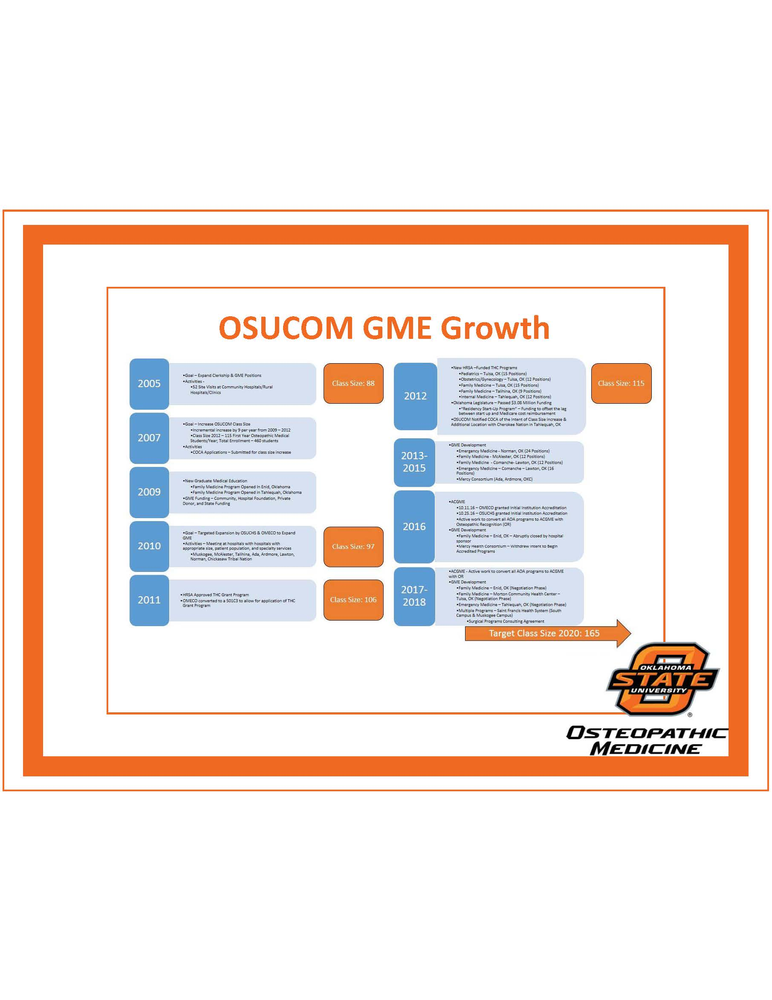 OSUCOM GME Growth
2005
•Goal – Expand Clerkship & GME Positions
•Activities -
•52 Site Visits at Community Hospitals/Rural
Hospitals/Clinics
Class Size: 88
2007
•Goal – Increase OSUCOM Class Size
•Incremental increase by 9 per year from 2009 – 2012
•Class Size 2012 – 115 First Year Osteopathic Medical
Students/Year; Total Enrollment – 460 students
•Activities
•COCA Applications – Submitted for class size increase
2009
•New Graduate Medical Education
•Family Medicine Program Opened in Enid, Oklahoma
•Family Medicine Program Opened in Tahlequah, Oklahoma
•GME Funding – Community, Hospital Foundation, Private
Donor, and State Funding
2010
•Goal – Targeted Expansion by OSUCHS & OMECO to Expand
GME
•Activities – Meeting at hospitals with hospitals with
appropriate size, patient population, and specialty services
•Muskogee, McAlester, Talihina, Ada, Ardmore, Lawton,
Norman, Chickasaw Tribal Nation
Class Size: 97
2011
•HRSA Approved THC Grant Program
•OMECO converted to a 501C3 to allow for application of THC
Grant Program
Class Size: 106
2012
•New HRSA –Funded THC Programs
•Pediatrics – Tulsa, OK (15 Positions)
•Obstetrics/Gynecology – Tulsa, OK (12 Positions)
•Family Medicine – Tulsa, OK (15 Positions)
•Family Medicine – Talihina, OK (9 Positions)
•Internal Medicine – Tahlequah, OK (12 Positions)
•Oklahoma Legislature – Passed $3.08 Million Funding
•"Residency Start-Up Program" – Funding to offset the lag
between start up and Medicare cost reimbursement
•OSUCOM Notified COCA of the Intent of Class Size Increase &
Additional Location with Cherokee Nation in Tahlequah, OK
Class Size: 115
2013-
2015
•GME Development
•Emergency Medicine - Norman, OK (24 Positions)
•Family Medicine - McAlester, OK (12 Positions)
•Family Medicine - Comanche- Lawton, OK (12 Positions)
•Emergency Medicine – Comanche – Lawton, OK (16
Positions)
•Mercy Consortium (Ada, Ardmore, OKC)
2016
•ACGME
•10.11.16 – OMECO granted Initial Institution Accreditation
•10.25.16 – OSUCHS granted Initial Institution Accreditation
•Active work to convert all AOA programs to ACGME with
Osteopathic Recognition (OR)
•GME Development
•Family Medicine – Enid, OK – Abruptly closed by hospital
sponsor
•Mercy Health Consortium – Withdrew Intent to Begin
Accredited Programs
2017-
2018
•ACGME - Active work to convert all AOA programs to ACGME
with OR
•GME Development
•Family Medicine – Enid, OK (Negotiation Phase)
•Family Medicine – Morton Community Health Center –
Tulsa, OK (Negotiation Phase)
•Emergency Medicine – Tahlequah, OK (Negotiation Phase)
•Multiple Programs – Saint Francis Health System (South
Campus & Muskogee Campus)
•Surgical Programs Consulting Agreement
Target Class Size 2020: 165
OKLAHOMA
STATE
UNIVERSITY
®
OSTEOPATHIC
MEDICINE